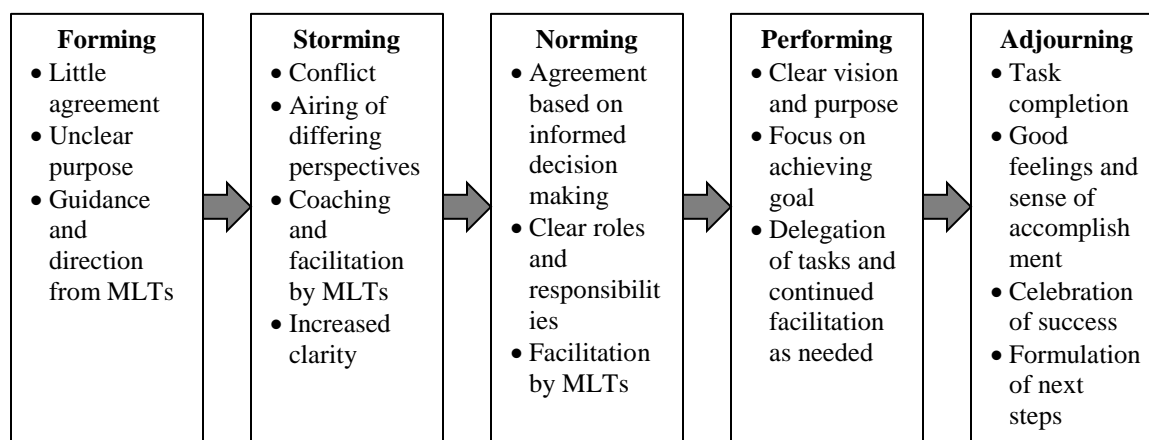 Forming
• Little
agreement
• Unclear
purpose
• Guidance
and
direction
from MLTs
Storming
• Conflict
• Airing of
differing
perspectives
• Coaching
and
facilitation
by MLTs
• Increased
clarity
Norming
• Agreement
based on
informed
decision
making
• Clear roles
and
responsibilit
ies
• Facilitation
by MLTs
Performing
• Clear vision
and purpose
• Focus on
achieving
goal
• Delegation
of tasks and
continued
facilitation
as needed
Adjourning
• Task
completion
• Good
feelings and
sense of
accomplish
ment
• Celebration
of success
• Formulation
of next
steps